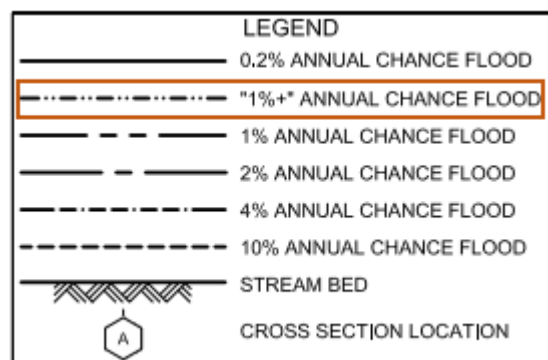 LEGEND
0.2% ANNUAL CHANCE FLOOD
"1%+" ANNUAL CHANCE FLOOD
1% ANNUAL CHANCE FLOOD
2% ANNUAL CHANCE FLOOD
4% ANNUAL CHANCE FLOOD
10% ANNUAL CHANCE FLOOD
STREAM BED
A CROSS SECTION LOCATION